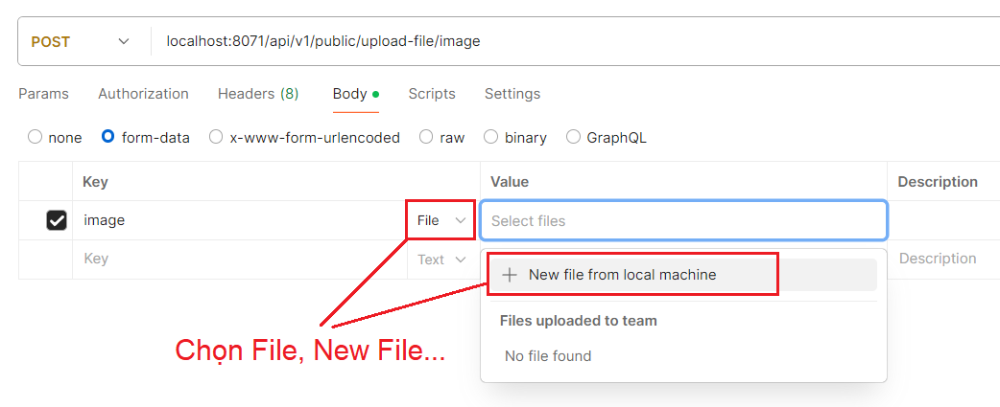 POST localhost:8071/api/v1/public/upload-file/image
Params Authorization Headers (8) Body Scripts Settings
none form-data x-www-form-urlencoded raw binary GraphQL
Key Value Description
image File Select files
Key Text Description
New file from local machine
Files uploaded to team
No file found
Chọn File, New File...